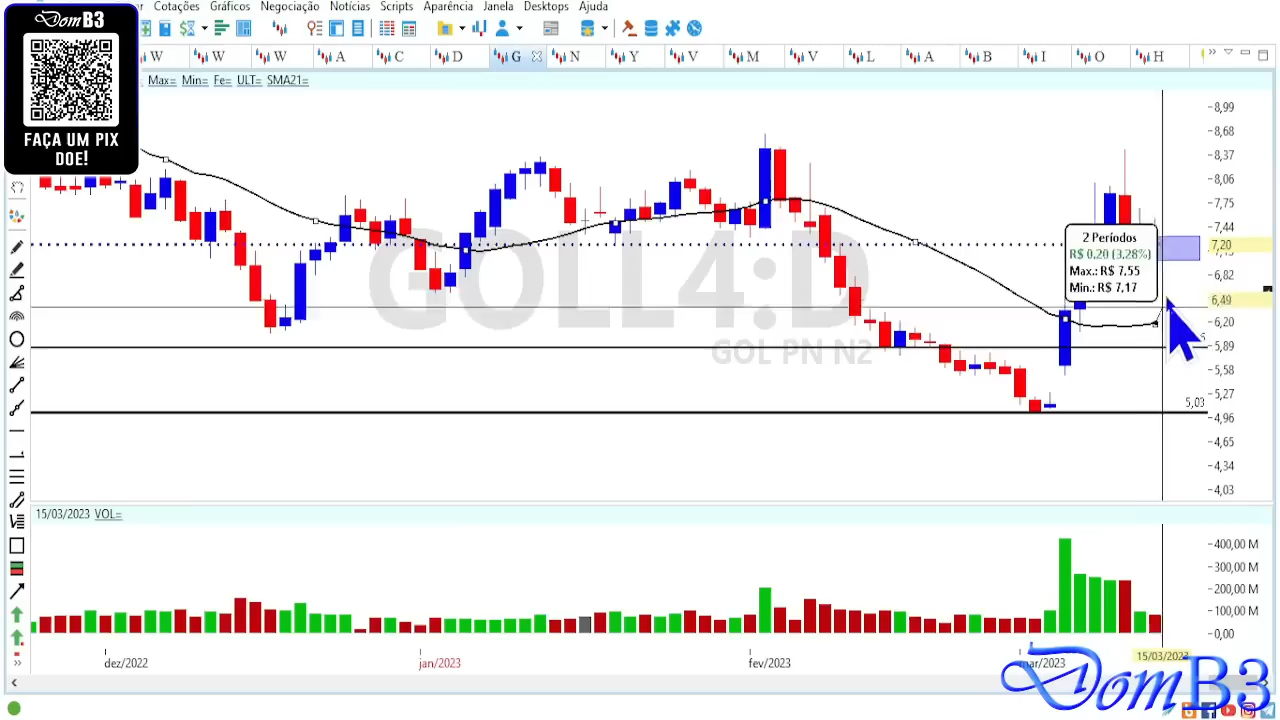 DomB3
FAÇA UM PIX
DOE!
Cotações Gráficos Negociação Notícias Scripts Aparência Janela Desktops Ajuda
W W W A C D G N Y V M V L A B I O H
Max= Min= Fe= ULT= SMA21=
GOLL4:D
GOL PN N2
2 Períodos
R$ 0,20 (3,28%)
Max.: R$ 7,55
Min.: R$ 7,17
8,99
8,68
8,37
8,06
7,75
7,44
7,20
6,82
6,49
6,20
5,89
5,58
5,27
5,03
4,96
4,65
4,34
4,03
15/03/2023 VOL=
400,00 M
300,00 M
200,00 M
100,00 M
0,00
dez/2022 jan/2023 fev/2023 mar/2023 15/03/2023
DomB3